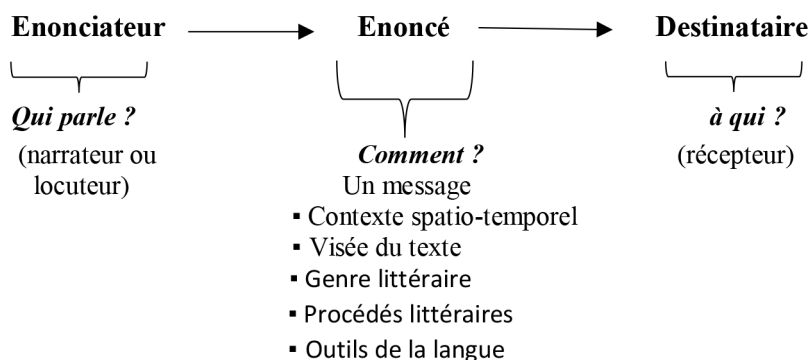 Enonciateur Enoncé Destinataire
Qui parle ? à qui ?
(narrateur ou Comment ? (récepteur)
locuteur) Un message
▪ Contexte spatio-temporel
▪ Visée du texte
▪ Genre littéraire
▪ Procédés littéraires
▪ Outils de la langue